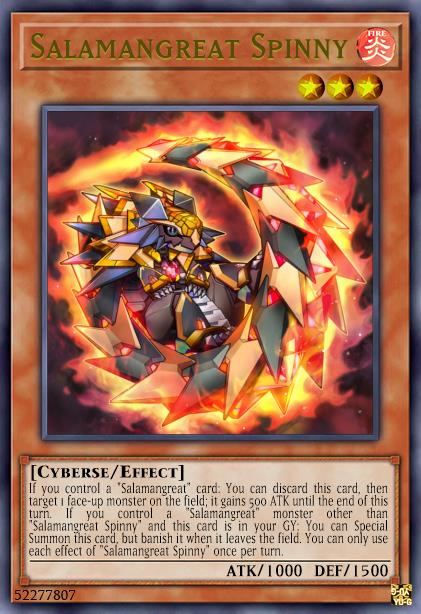 Salamangreat Spinny
FIRE
炎
[Cyberse/Effect]
If you control a "Salamangreat" card: You can discard this card, then
target 1 face-up monster on the field; it gains 500 ATK until the end of this
turn. If you control a "Salamangreat" monster other than
"Salamangreat Spinny" and this card is in your GY: You can Special
Summon this card, but banish it when it leaves the field. You can only use
each effect of "Salamangreat Spinny" once per turn.
ATK/1000 DEF/1500
52277807